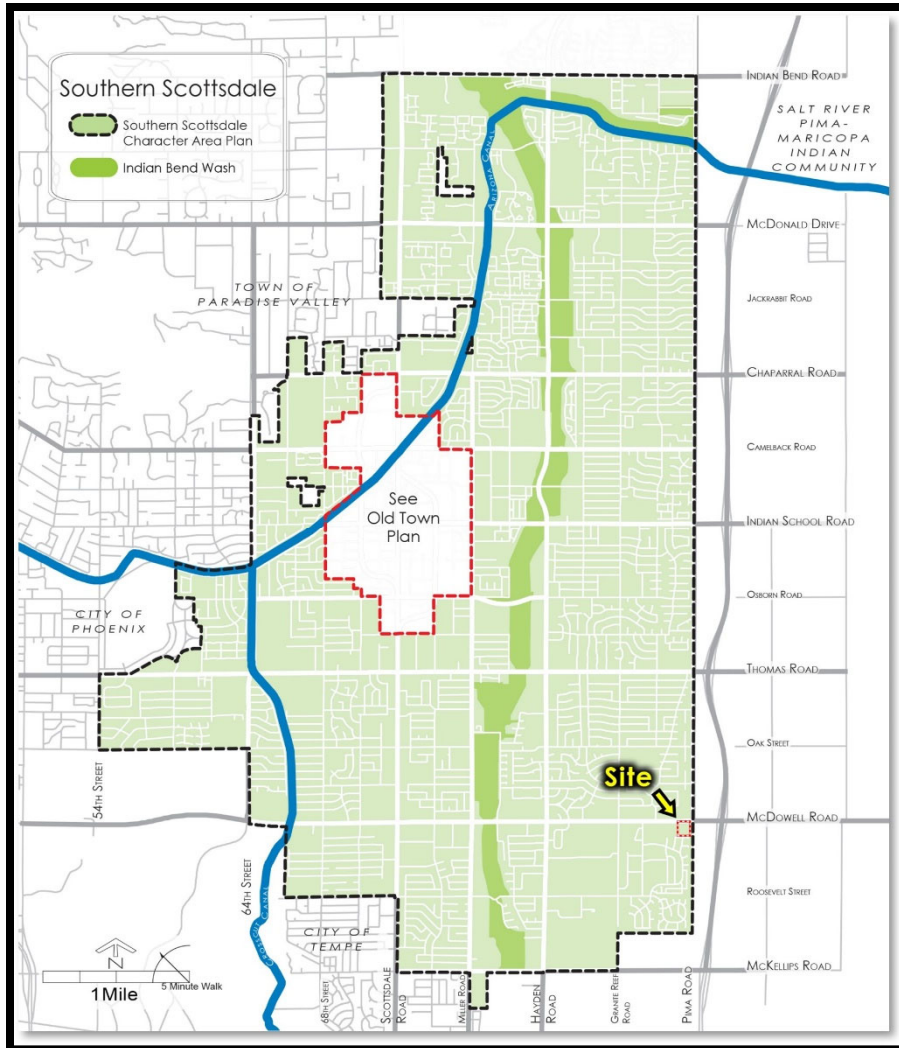 Southern Scottsdale
Southern Scottsdale
Character Area Plan
Indian Bend Wash
INDIAN BEND ROAD
SALT RIVER
PIMA-
MARICOPA
INDIAN
COMMUNITY
ARIZONA CANAL
MCDONALD DRIVE
TOWN OF
PARADISE VALLEY
JACKRABBIT ROAD
CHAPARRAL ROAD
CAMELBACK ROAD
See
Old Town
Plan
INDIAN SCHOOL ROAD
CITY OF
PHOENIX
OSBORN ROAD
THOMAS ROAD
OAK STREET
Site
54TH STREET
MCDOWELL ROAD
64TH STREET
ROOSEVELT STREET
CROSSCUT CANAL
CITY OF
TEMPE
N
1 Mile
5 Minute Walk
MCKELLIPS ROAD
68TH STREET
SCOTTSDALE
ROAD
MILLER ROAD
HAYDEN
ROAD
GRANITE REEF
ROAD
PIMA ROAD